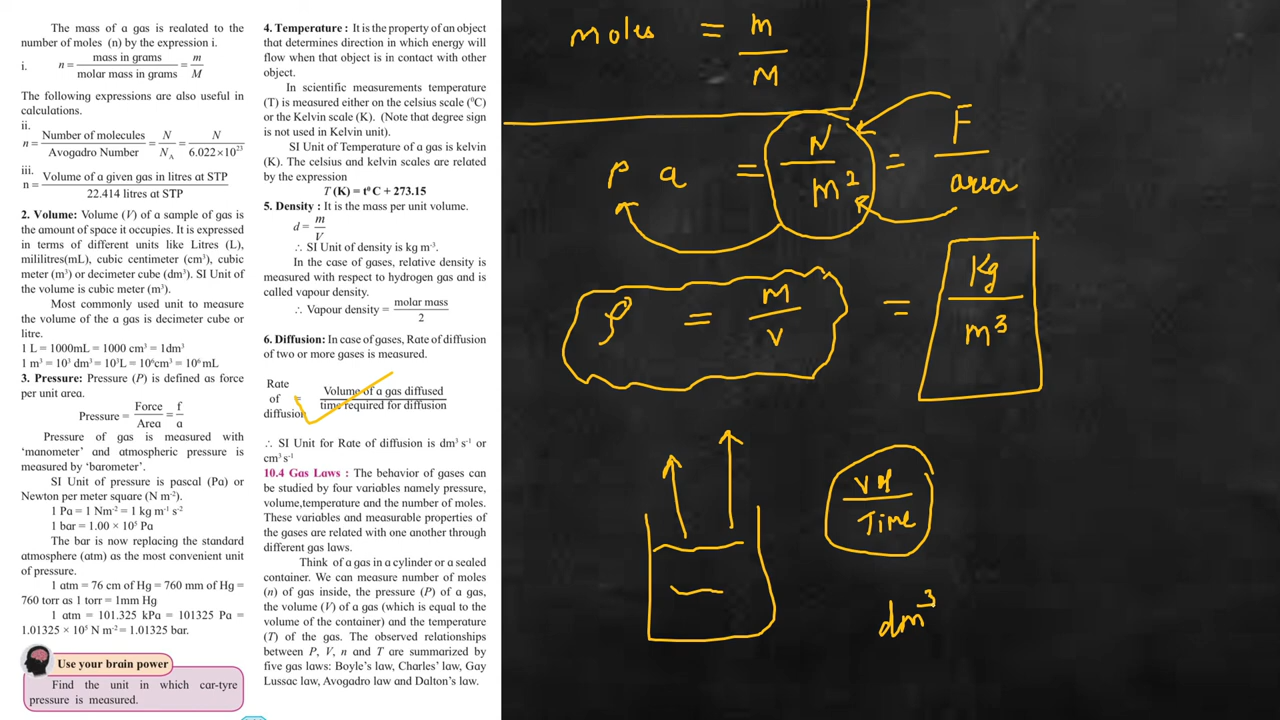 The mass of a gas is realated to the
number of moles (n) by the expression i.
i. n = mass in grams / molar mass in grams = m / M
The following expressions are also useful in
calculations.
ii.
n = Number of molecules / Avogadro Number = N / N_A = N / 6.022×10²³
iii.
n = Volume of a given gas in litres at STP / 22.414 litres at STP
2. Volume: Volume (V) of a sample of gas is
the amount of space it occupies. It is expressed
in terms of different units like Litres (L),
mililitres(mL), cubic centimeter (cm³), cubic
meter (m³) or decimeter cube (dm³). SI Unit of
the volume is cubic meter (m³).
Most commonly used unit to measure
the volume of the a gas is decimeter cube or
litre.
1 L = 1000mL = 1000 cm³ = 1dm³
1 m³ = 10³ dm³ = 10³L = 10⁶cm³ = 10⁶ mL
3. Pressure: Pressure (P) is defined as force
per unit area.
Pressure = Force / Area = f / a
Pressure of gas is measured with
‘manometer’ and atmospheric pressure is
measured by ‘barometer’.
SI Unit of pressure is pascal (Pa) or
Newton per meter square (N m⁻²).
1 Pa = 1 Nm⁻² = 1 kg m⁻¹ s⁻²
1 bar = 1.00 × 10⁵ Pa
The bar is now replacing the standard
atmosphere (atm) as the most convenient unit
of pressure.
1 atm = 76 cm of Hg = 760 mm of Hg =
760 torr as 1 torr = 1mm Hg
1 atm = 101.325 kPa = 101325 Pa =
1.01325 × 10⁵ N m⁻² = 1.01325 bar.
Use your brain power
Find the unit in which car-tyre
pressure is measured.
4. Temperature : It is the property of an object
that determines direction in which energy will
flow when that object is in contact with other
object.
In scientific measurements temperature
(T) is measured either on the celsius scale (⁰C)
or the Kelvin scale (K). (Note that degree sign
is not used in Kelvin unit).
SI Unit of Temperature of a gas is kelvin
(K). The celsius and kelvin scales are related
by the expression
T (K) = t⁰ C + 273.15
5. Density : It is the mass per unit volume.
d = m / V
∴ SI Unit of density is kg m⁻³.
In the case of gases, relative density is
measured with respect to hydrogen gas and is
called vapour density.
∴ Vapour density = molar mass / 2
6. Diffusion: In case of gases, Rate of diffusion
of two or more gases is measured.
Rate of diffusion = Volume of a gas diffused / time required for diffusion
∴ SI Unit for Rate of diffusion is dm³ s⁻¹ or
cm³ s⁻¹
10.4 Gas Laws : The behavior of gases can
be studied by four variables namely pressure,
volume,temperature and the number of moles.
These variables and measurable properties of
the gases are related with one another through
different gas laws.
Think of a gas in a cylinder or a sealed
container. We can measure number of moles
(n) of gas inside, the pressure (P) of a gas,
the volume (V) of a gas (which is equal to the
volume of the container) and the temperature
(T) of the gas. The observed relationships
between P, V, n and T are summarized by
five gas laws: Boyle’s law, Charles’ law, Gay
Lussac law, Avogadro law and Dalton’s law.
moles = m / M
P a = N / m² = F / area
ρ = M / V = Kg / m³
Time
dm³